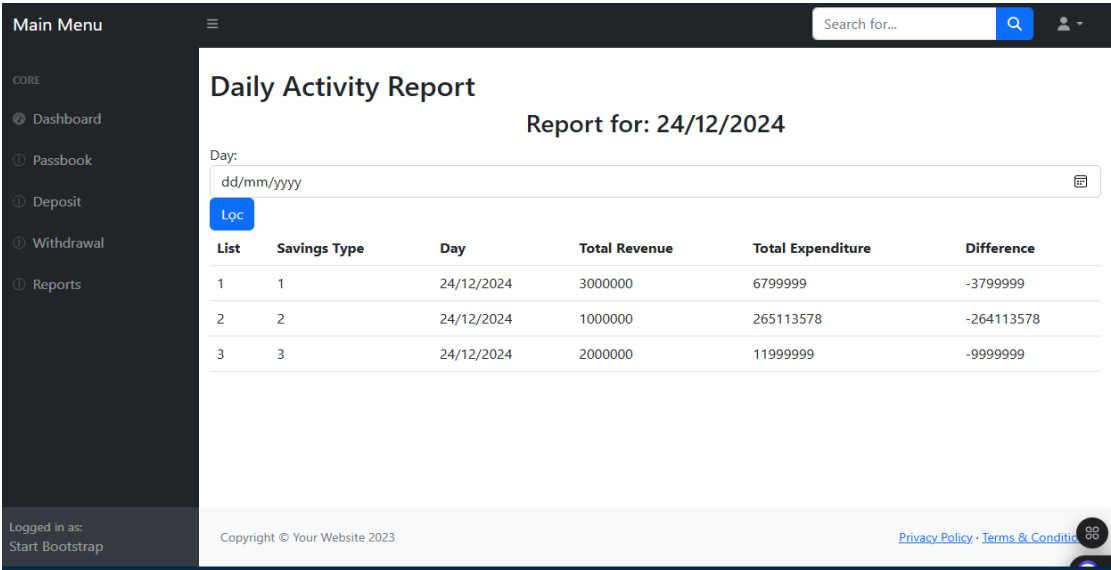 Main Menu
Search for...
CORE
Dashboard
Passbook
Deposit
Withdrawal
Reports
Logged in as:
Start Bootstrap
Daily Activity Report
Report for: 24/12/2024
Day:
dd/mm/yyyy
Lọc
List Savings Type Day Total Revenue Total Expenditure Difference
1 1 24/12/2024 3000000 6799999 -3799999
2 2 24/12/2024 1000000 265113578 -264113578
3 3 24/12/2024 2000000 11999999 -9999999
Copyright © Your Website 2023
Privacy Policy · Terms &